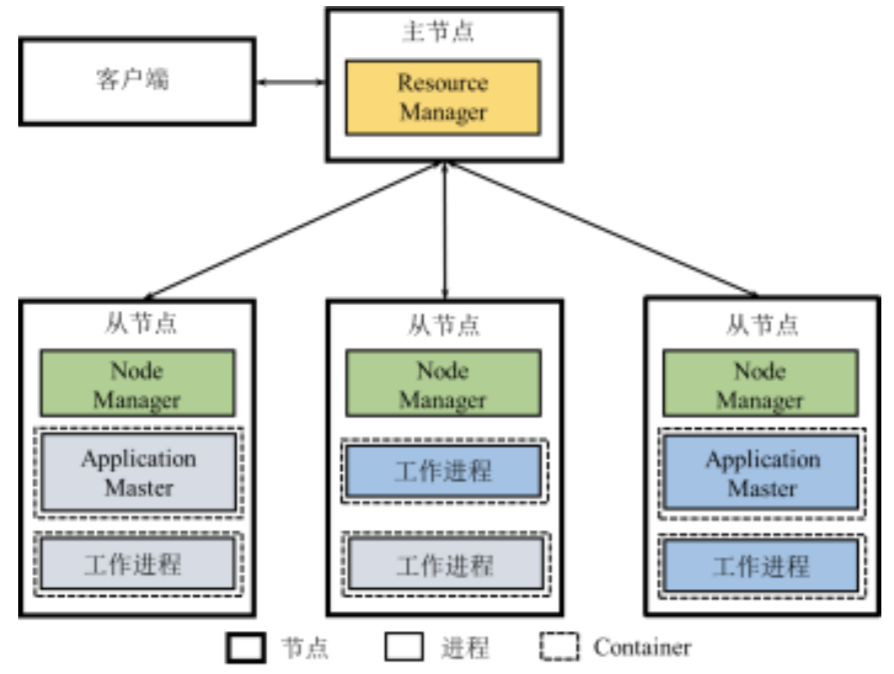 主节点
客户端
Resource
Manager
从节点
Node
Manager
Application
Master
工作进程
从节点
Node
Manager
工作进程
工作进程
从节点
Node
Manager
Application
Master
工作进程
节点
进程
Container